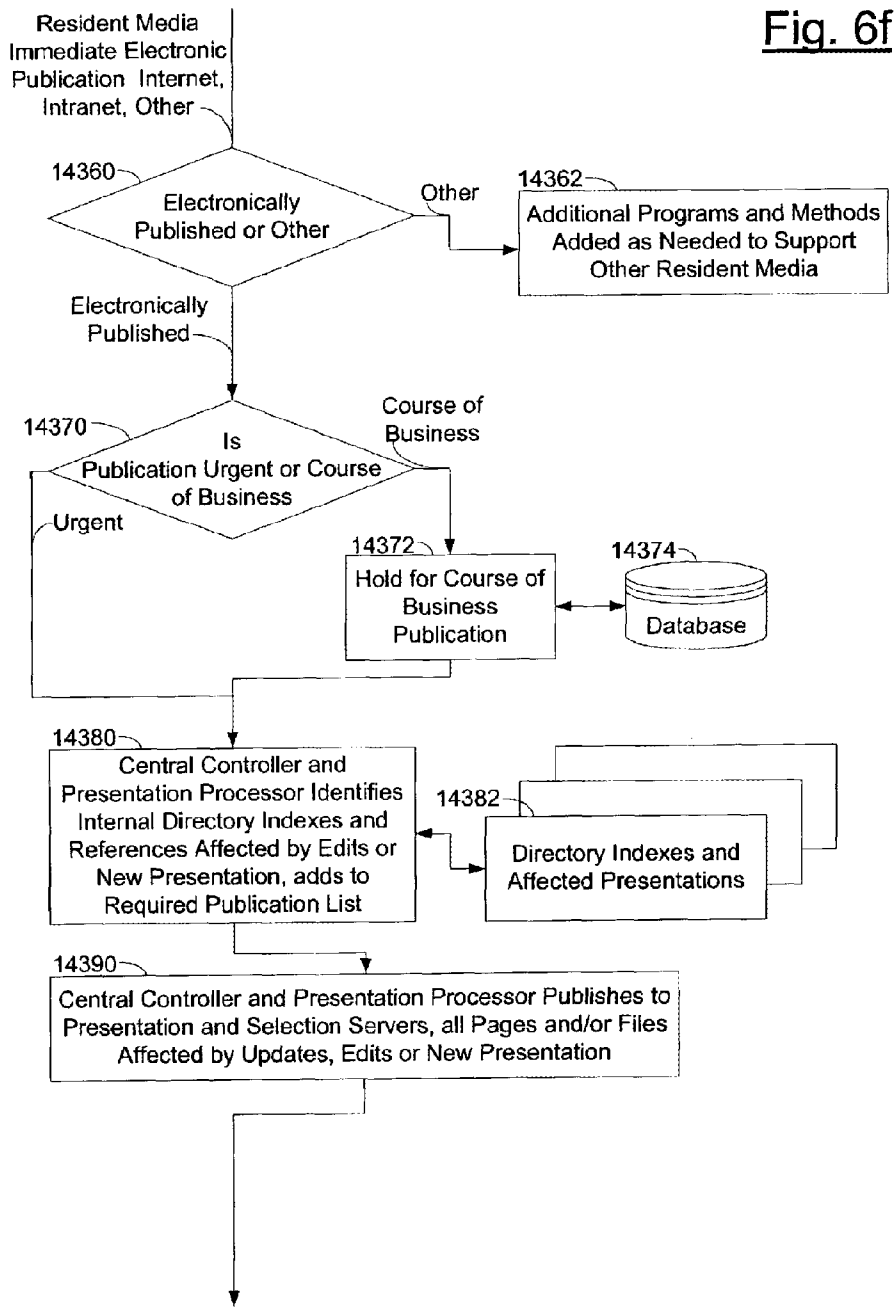 Fig. 6f
Resident Media
Immediate Electronic
Publication Internet,
Intranet, Other
14360
Electronically
Published or Other
Other
14362
Additional Programs and Methods
Added as Needed to Support
Other Resident Media
Electronically
Published
14370
Is
Publication Urgent or Course
of Business
Course of
Business
Urgent
14372
Hold for Course of
Business
Publication
14374
Database
14380
Central Controller and
Presentation Processor Identifies
Internal Directory Indexes and
References Affected by Edits or
New Presentation, adds to
Required Publication List
14382
Directory Indexes and
Affected Presentations
14390
Central Controller and Presentation Processor Publishes to
Presentation and Selection Servers, all Pages and/or Files
Affected by Updates, Edits or New Presentation